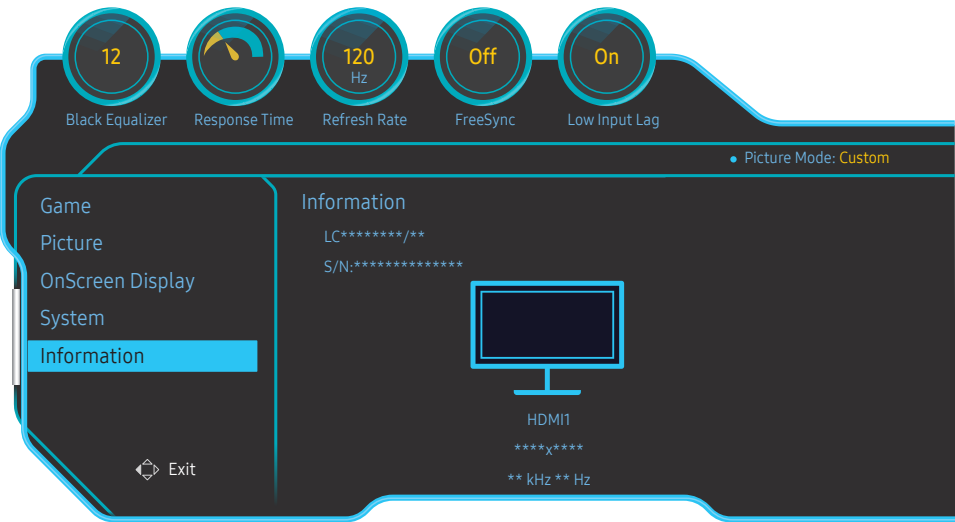 12
120
Hz
Off
On
Black Equalizer
Response Time
Refresh Rate
FreeSync
Low Input Lag
Picture Mode: Custom
Game
Picture
OnScreen Display
System
Information
Exit
Information
LC********/**
S/N:**************
HDMI1
****x****
** kHz ** Hz